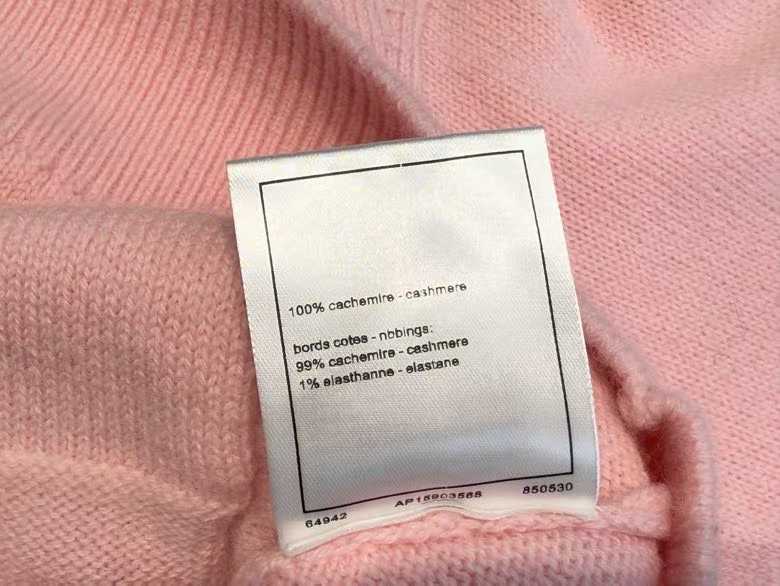 100% cachemire - cashmere
bords cotes - ribbings:
99% cachemire - cashmere
1% elasthanne - elastane
64942 AP15903568 850530